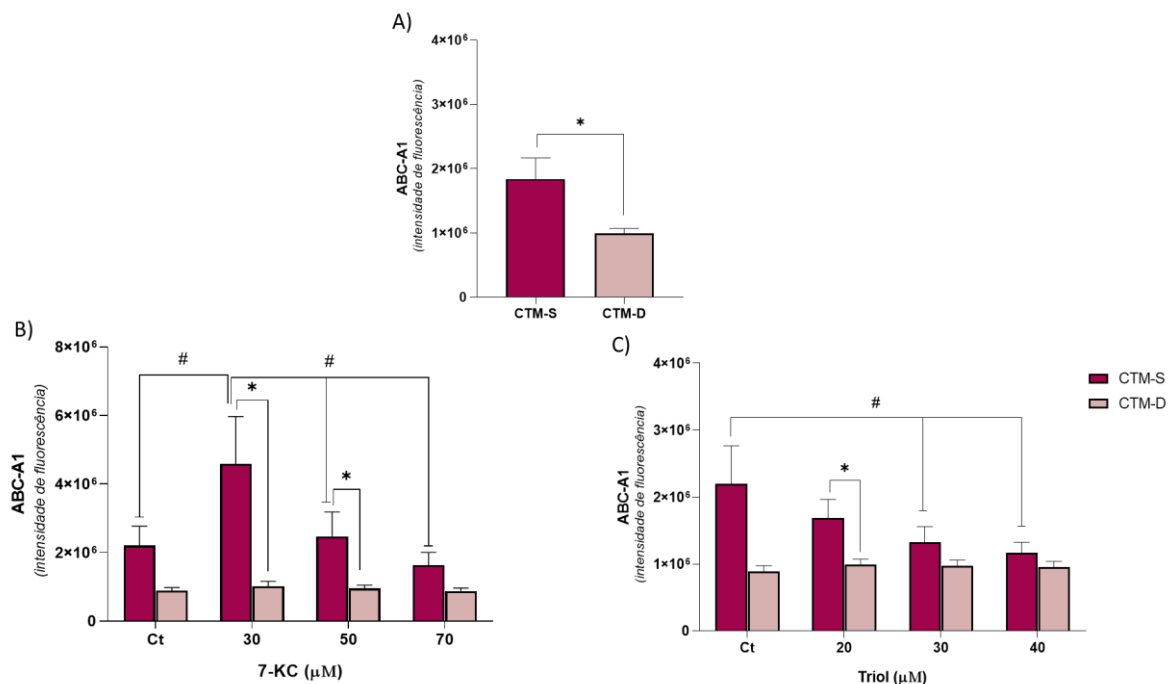 A)
4×10⁶
3×10⁶
2×10⁶
1×10⁶
0
ABC-A1
(intensidade de fluorescência)
*
CTM-S CTM-D
B)
8×10⁶
6×10⁶
4×10⁶
2×10⁶
0
ABC-A1
(intensidade de fluorescência)
# #
*
*
Ct 30 50 70
7-KC (µM)
C)
4×10⁶
3×10⁶
2×10⁶
1×10⁶
0
ABC-A1
(intensidade de fluorescência)
#
*
Ct 20 30 40
Triol (µM)
CTM-S
CTM-D